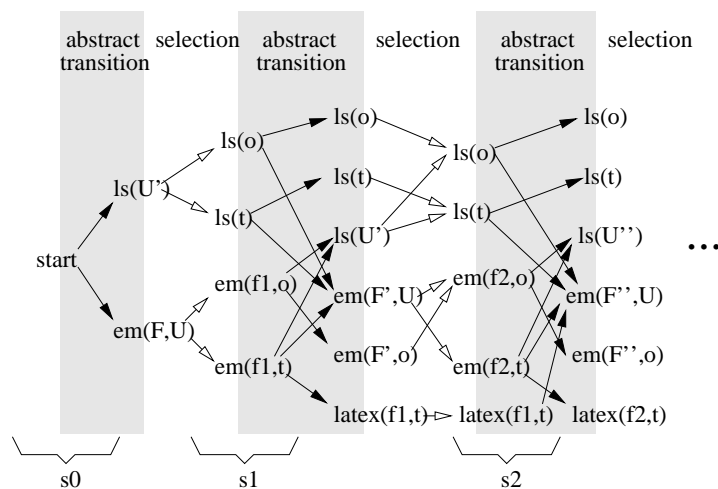 abstract transition
selection
abstract transition
selection
abstract transition
selection
ls(o)
ls(o)
ls(o)
ls(o)
ls(U')
ls(t)
ls(t)
ls(t)
ls(t)
ls(U')
ls(U'')
...
start
em(f1,o)
em(F',U)
em(f2,o)
em(F'',U)
em(F,U)
em(f1,t)
em(F',o)
em(f2,t)
em(F'',o)
latex(f1,t)
latex(f1,t)
latex(f2,t)
s0
s1
s2